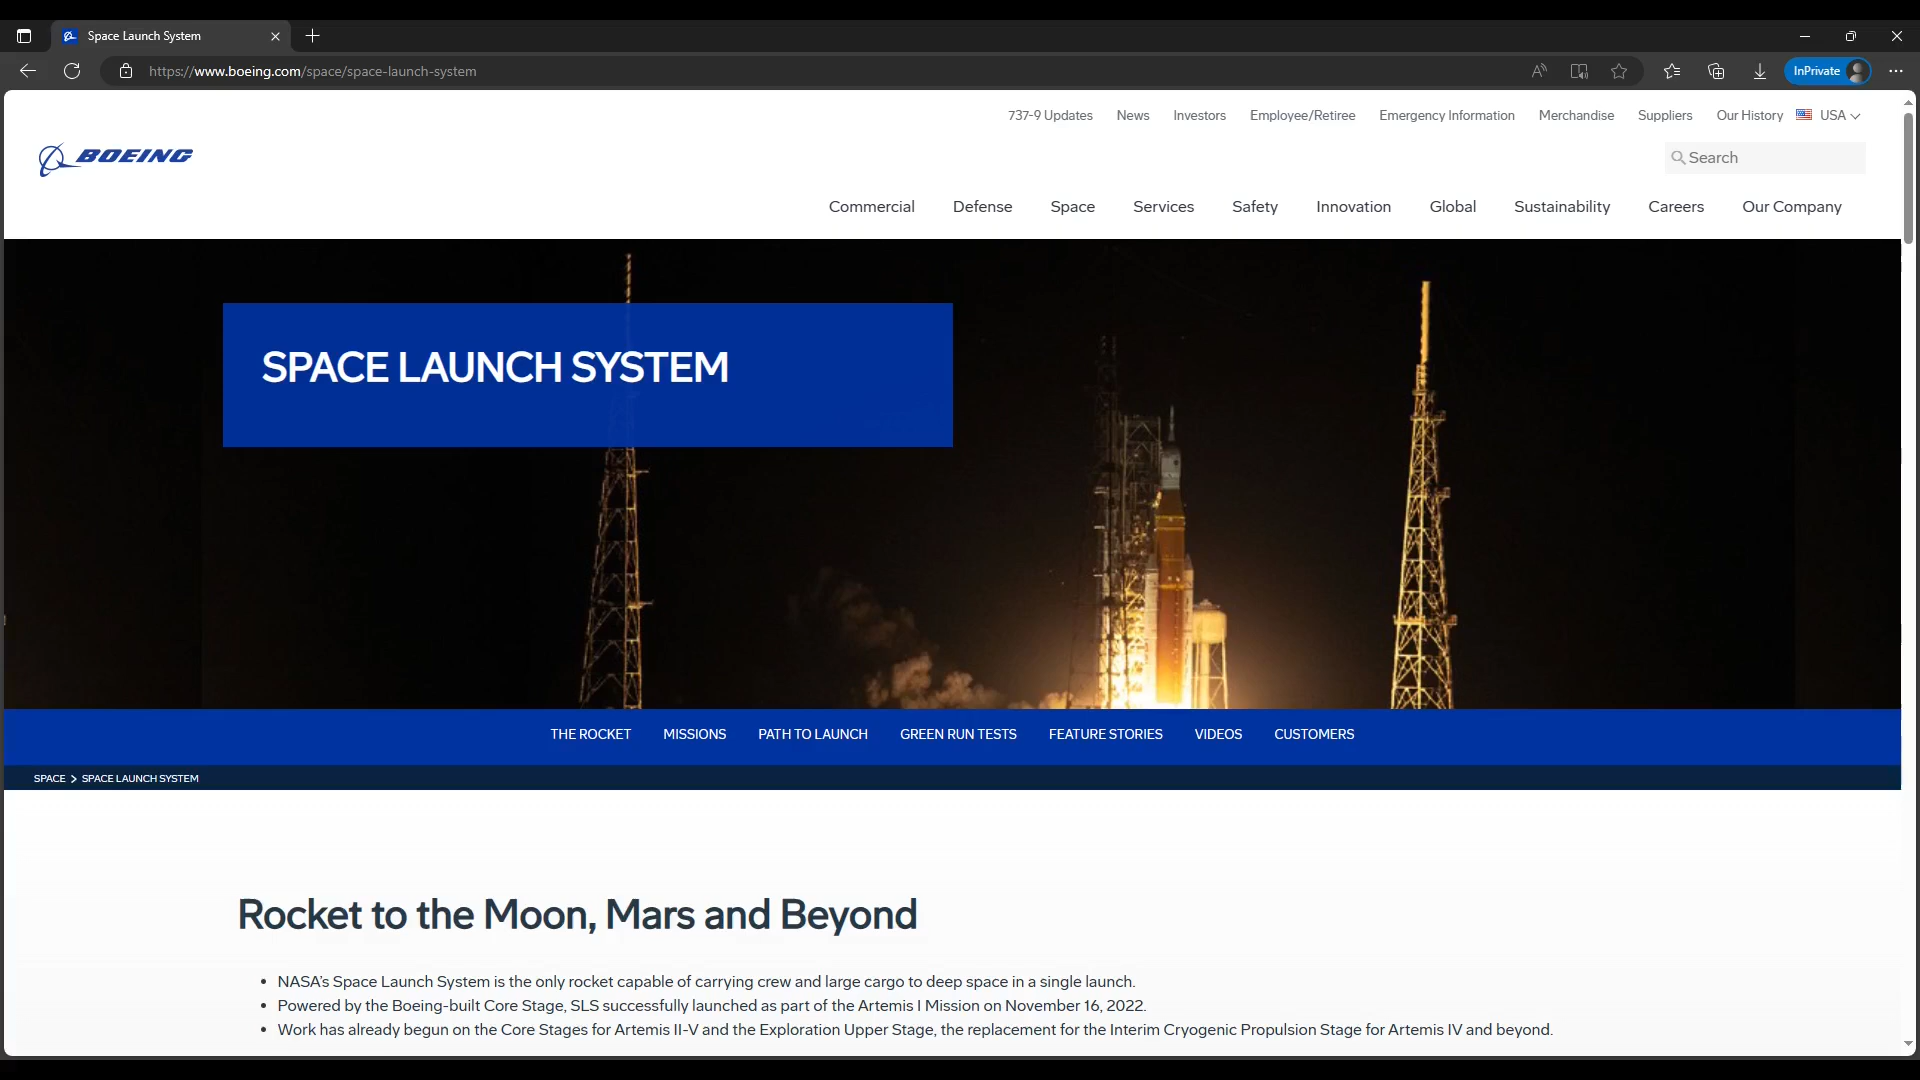 Space Launch System
https://www.boeing.com/space/space-launch-system
InPrivate
737-9 Updates News Investors Employee/Retiree Emergency Information Merchandise Suppliers Our History USA
BOEING
Search
Commercial Defense Space Services Safety Innovation Global Sustainability Careers Our Company
SPACE LAUNCH SYSTEM
THE ROCKET MISSIONS PATH TO LAUNCH GREEN RUN TESTS FEATURE STORIES VIDEOS CUSTOMERS
SPACE > SPACE LAUNCH SYSTEM
Rocket to the Moon, Mars and Beyond
• NASA's Space Launch System is the only rocket capable of carrying crew and large cargo to deep space in a single launch.
• Powered by the Boeing-built Core Stage, SLS successfully launched as part of the Artemis I Mission on November 16, 2022.
• Work has already begun on the Core Stages for Artemis II-V and the Exploration Upper Stage, the replacement for the Interim Cryogenic Propulsion Stage for Artemis IV and beyond.